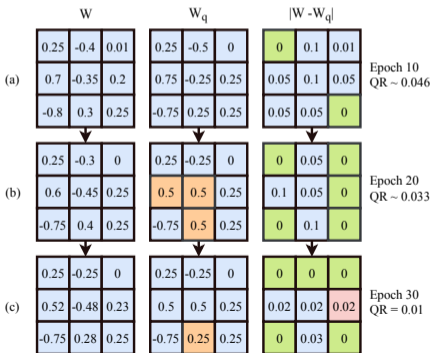 W W_q |W -W_q|
0.25 -0.4 0.01 0.25 -0.5 0 0 0.1 0.01
(a) 0.7 -0.35 0.2 0.75 -0.25 0.25 0.05 0.1 0.05 Epoch 10
QR ~ 0.046
-0.8 0.3 0.25 -0.75 0.25 0.25 0.05 0.05 0
0.25 -0.3 0 0.25 -0.25 0 0 0.05 0
(b) 0.6 -0.45 0.25 0.5 0.5 0.25 0.1 0.05 0 Epoch 20
QR ~ 0.033
-0.75 0.4 0.25 -0.75 0.5 0.25 0 0.1 0
0.25 -0.25 0 0.25 -0.25 0 0 0 0
(c) 0.52 -0.48 0.23 0.5 0.5 0.25 0.02 0.02 0.02 Epoch 30
QR = 0.01
-0.75 0.28 0.25 -0.75 0.25 0.25 0 0.03 0